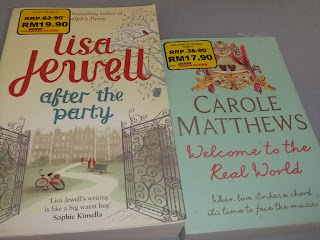 RRP. 62.90
RM19.90
bestselling author of
Ralph's Party
lisa
Jewell
after the
party
'Lisa Jewell's writing
is like a big warm hug'
Sophie Kinsella
RRP. 38.90
RM17.90
CAROLE
MATTHEWS
Welcome to the
Real World
When love strikes a chord
it's time to face the music